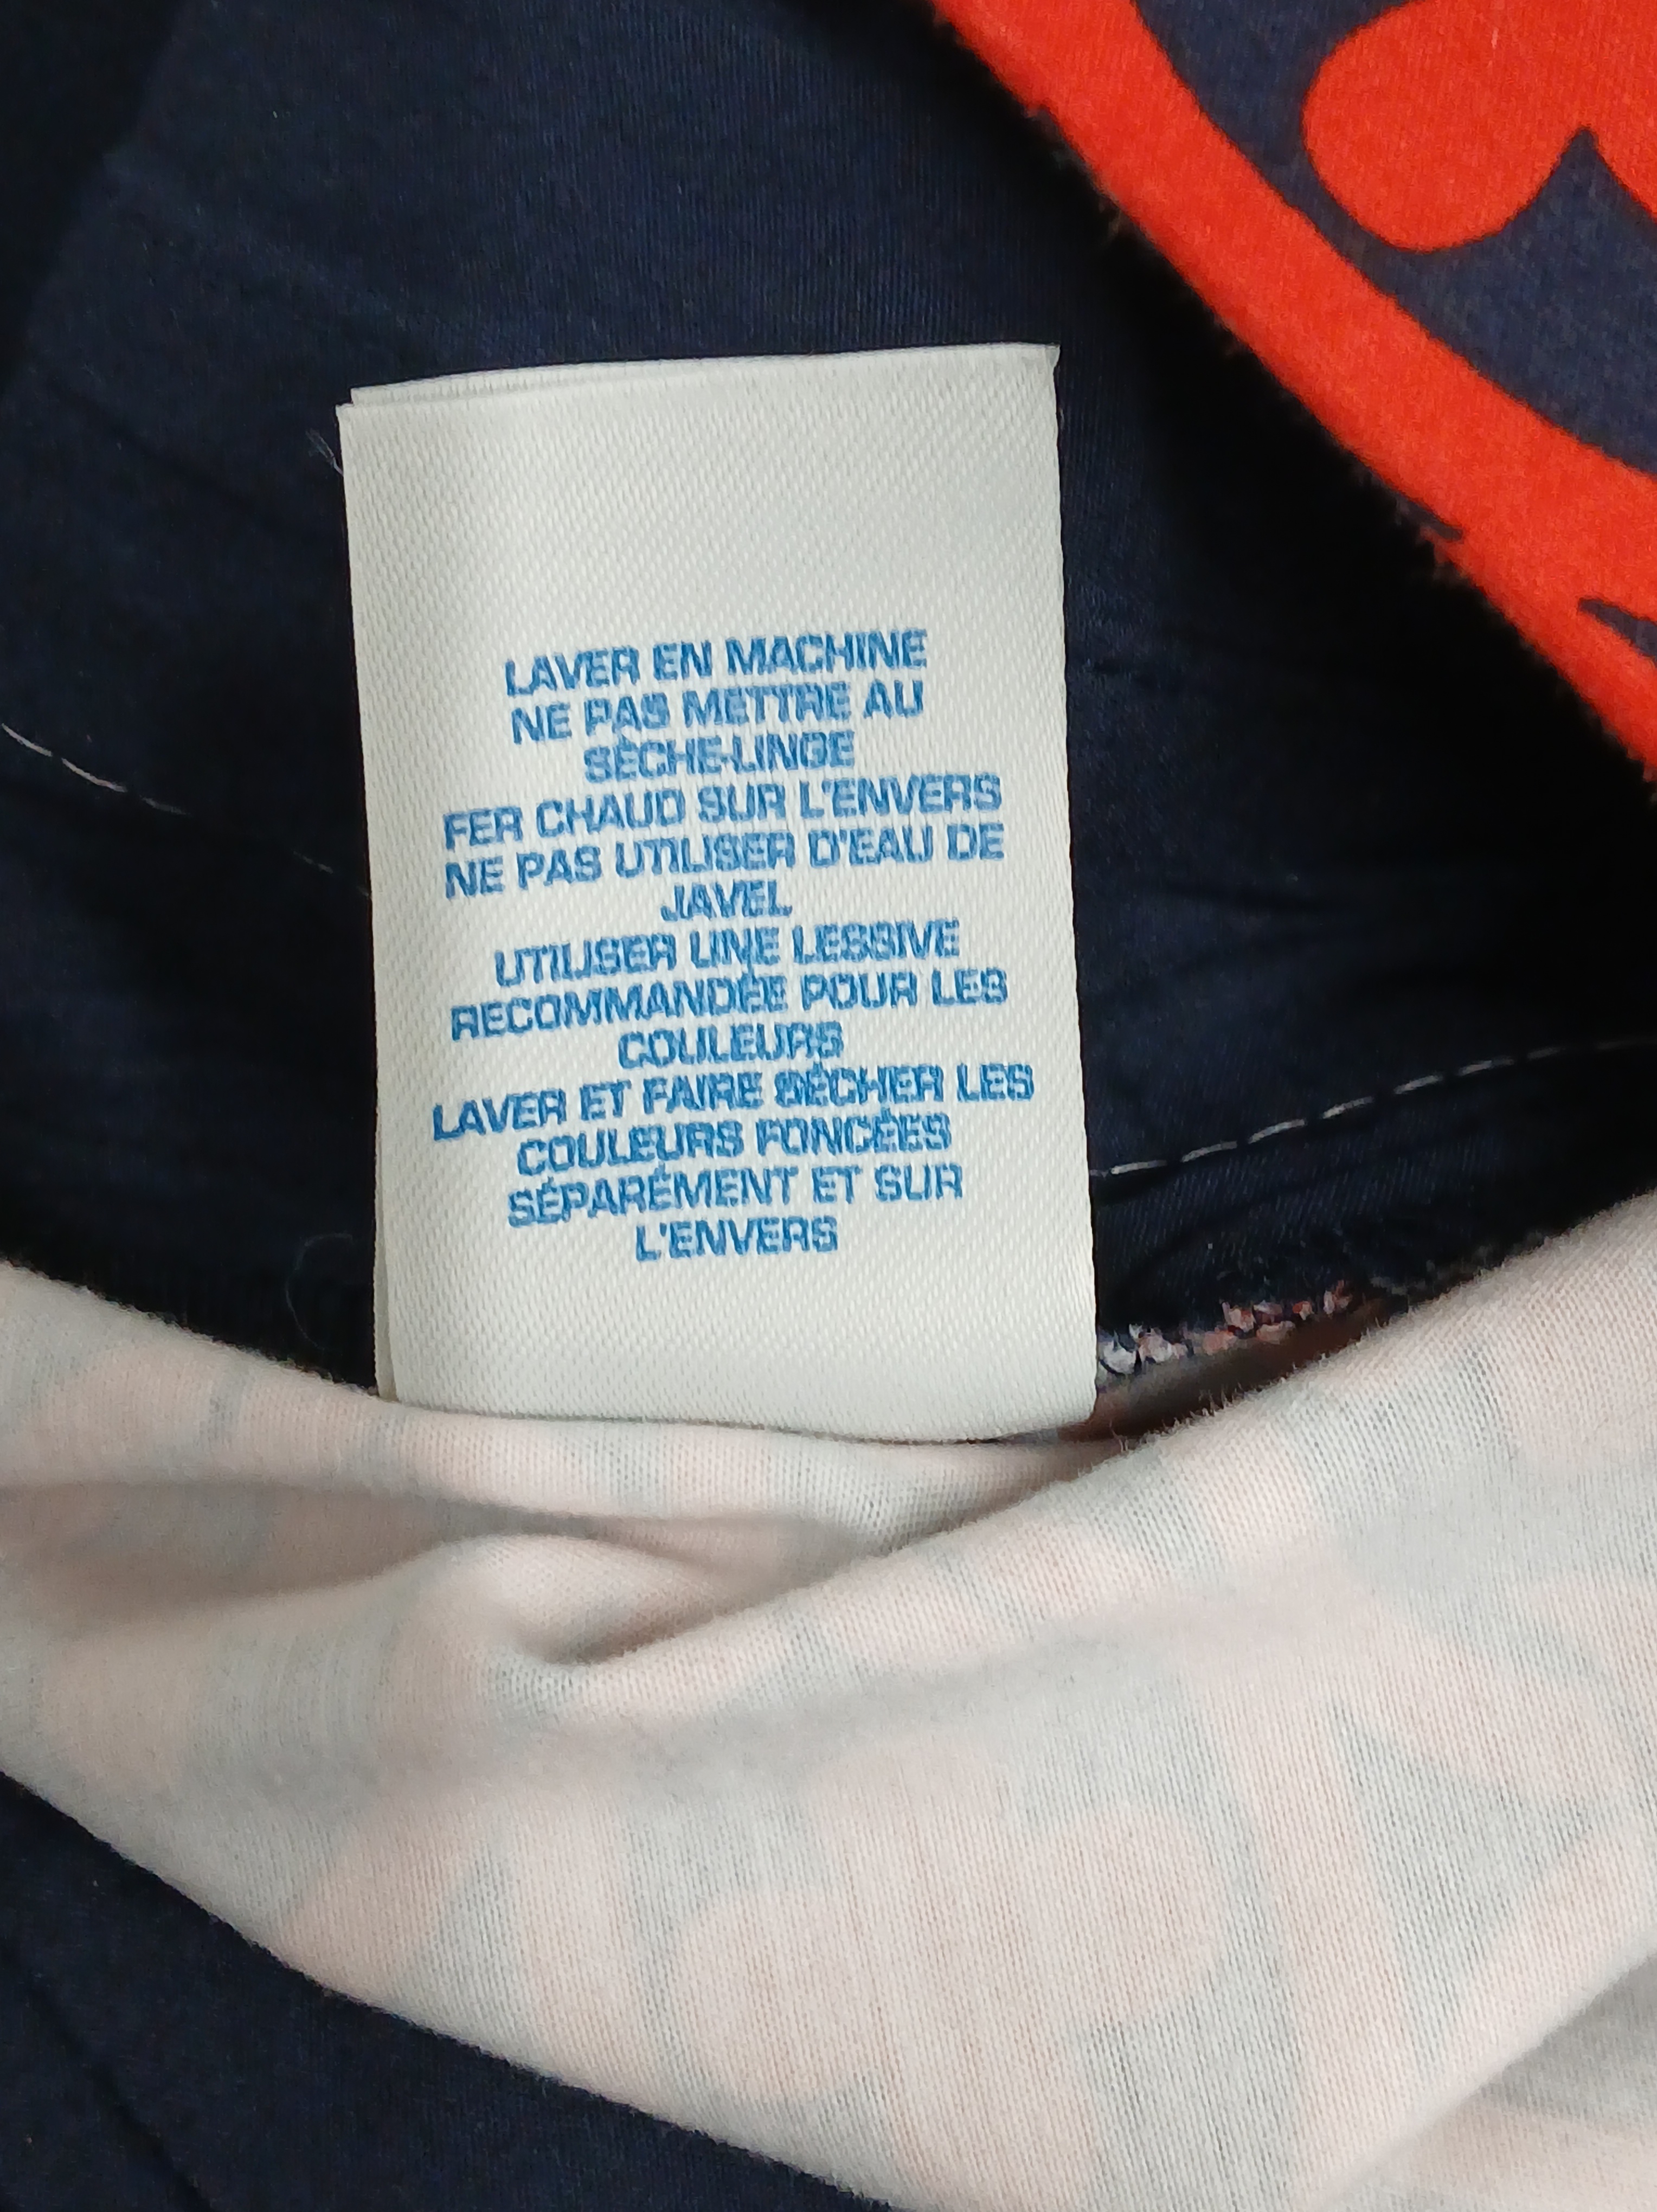 LAVER EN MACHINE
NE PAS METTRE AU
SÈCHE-LINGE
FER CHAUD SUR L'ENVERS
NE PAS UTILISER D'EAU DE
JAVEL
UTILISER UNE LESSIVE
RECOMMANDÉE POUR LES
COULEURS
LAVER ET FAIRE SÉCHER LES
COULEURS FONCÉES
SÉPARÉMENT ET SUR
L'ENVERS